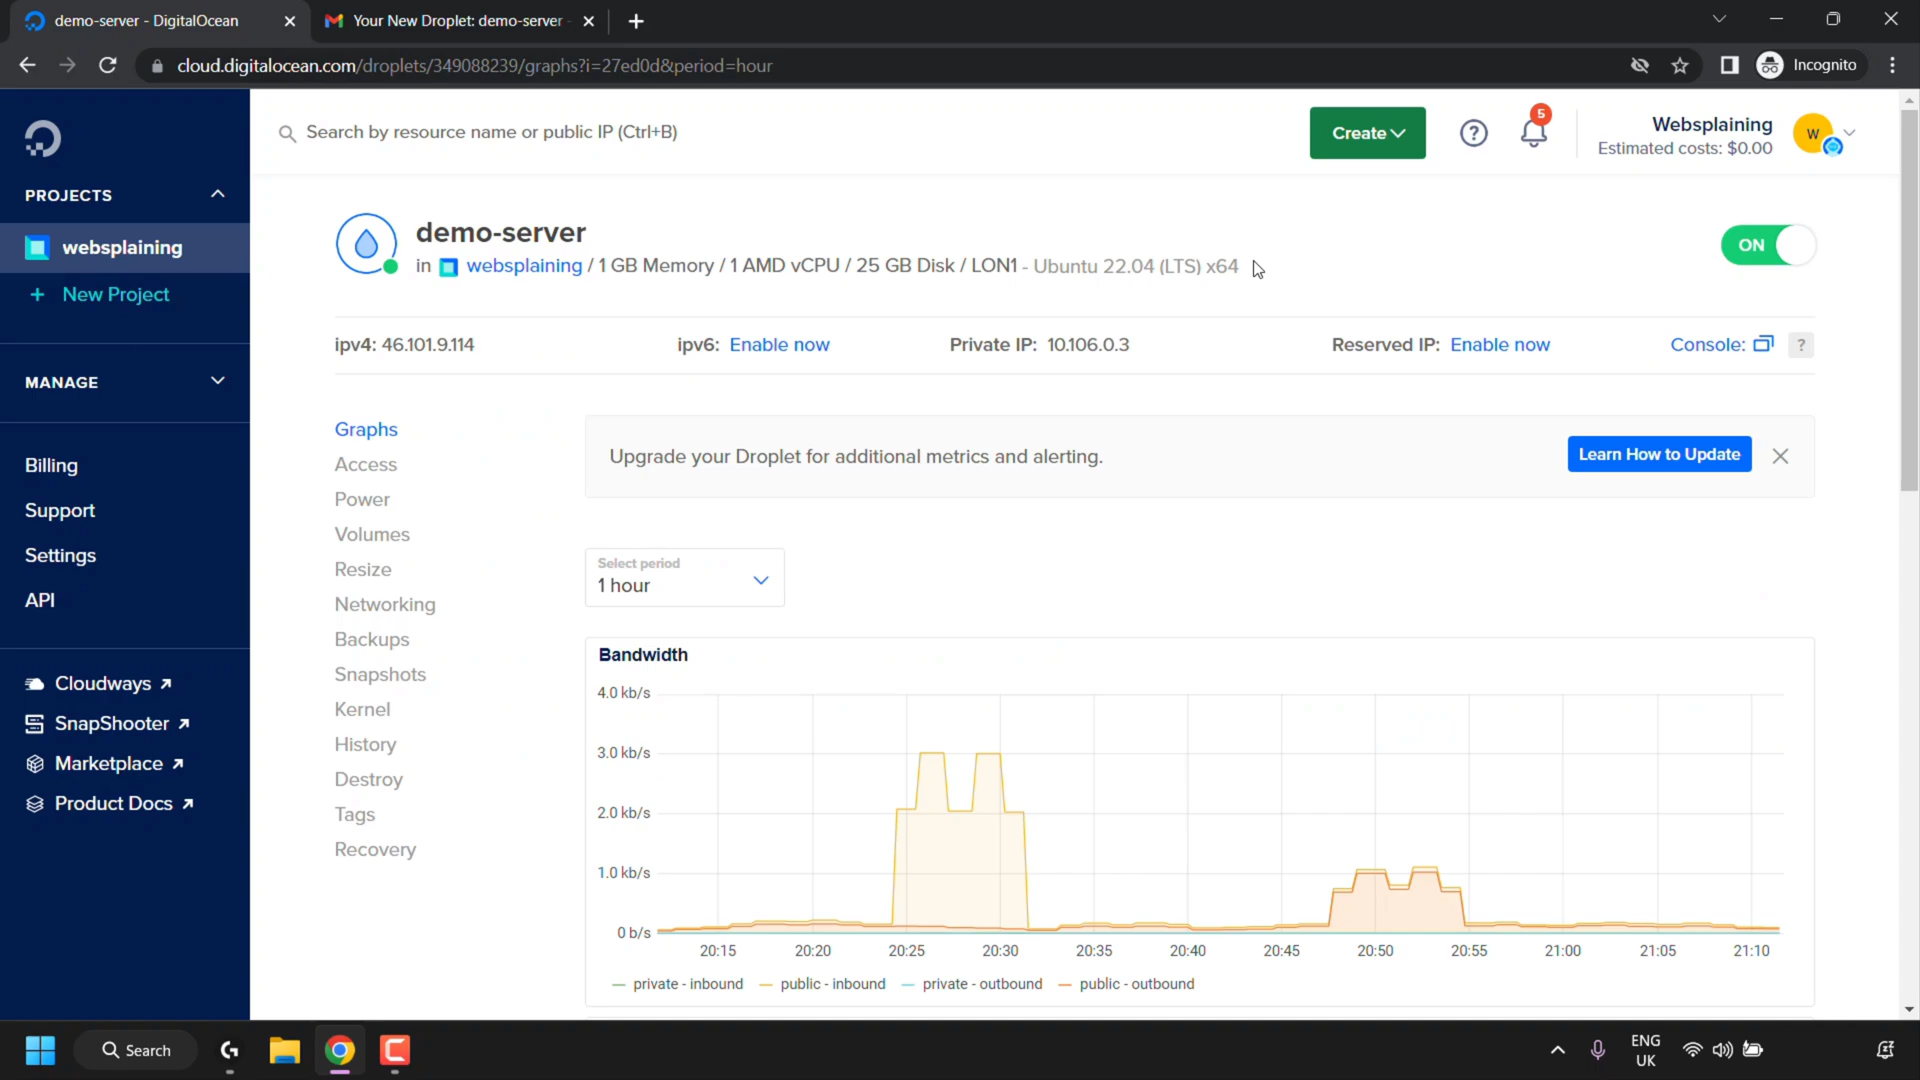 demo-server - DigitalOcean
Your New Droplet: demo-server
cloud.digitalocean.com/droplets/349088239/graphs?i=27ed0d&period=hour
Incognito
Search by resource name or public IP (Ctrl+B)
Create
?
5
Websplaining
Estimated costs: $0.00
W
PROJECTS
websplaining
+ New Project
MANAGE
Billing
Support
Settings
API
Cloudways
SnapShooter
Marketplace
Product Docs
demo-server
in websplaining / 1 GB Memory / 1 AMD vCPU / 25 GB Disk / LON1 - Ubuntu 22.04 (LTS) x64
ON
ipv4: 46.101.9.114
ipv6: Enable now
Private IP: 10.106.0.3
Reserved IP: Enable now
Console:
?
Graphs
Access
Power
Volumes
Resize
Networking
Backups
Snapshots
Kernel
History
Destroy
Tags
Recovery
Upgrade your Droplet for additional metrics and alerting.
Learn How to Update
Select period
1 hour
Bandwidth
4.0 kb/s
3.0 kb/s
2.0 kb/s
1.0 kb/s
0 b/s
20:15 20:20 20:25 20:30 20:35 20:40 20:45 20:50 20:55 21:00 21:05 21:10
private - inbound public - inbound private - outbound public - outbound
Search
ENG
UK